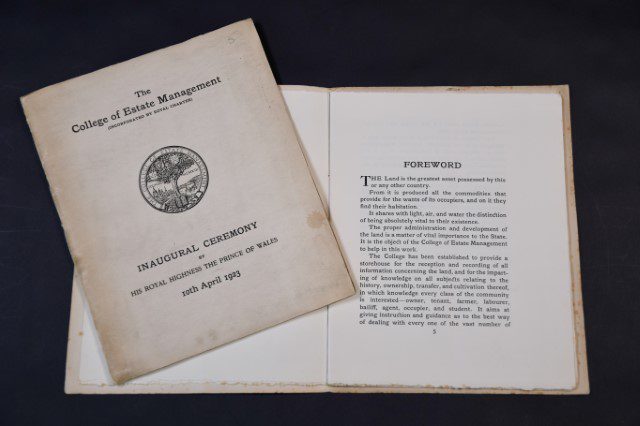 The
College of Estate Management
(INCORPORATED BY ROYAL CHARTER)
INAUGURAL CEREMONY
BY
HIS ROYAL HIGHNESS THE PRINCE OF WALES
10th April 1923
FOREWORD
THE Land is the greatest asset possessed by this
or any other country.
From it is produced all the commodities that
provide for the wants of its occupiers, and on it they
find their habitation.
It shares with light, air, and water the distinction
of being absolutely vital to their existence.
The proper administration and development of
the land is a matter of vital importance to the State.
It is the object of the College of Estate Management
to help in this work.
The College has been established to provide a
storehouse for the reception and recording of all
information concerning the land, and for the impart-
ing of knowledge on all subjects relating to the
history, ownership, transfer, and cultivation thereof,
in which knowledge every class of the community
is interested—owner, tenant, farmer, labourer,
bailiff, agent, occupier, and student. It aims at
giving instruction and guidance as to the best way
of dealing with every one of the vast number of
5